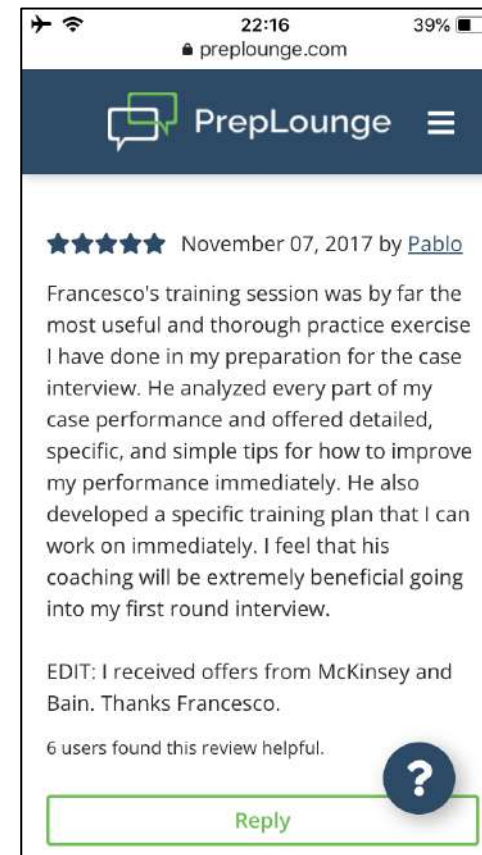 22:16
39%
preplounge.com
PrepLounge
November 07, 2017 by Pablo
Francesco's training session was by far the
most useful and thorough practice exercise
I have done in my preparation for the case
interview. He analyzed every part of my
case performance and offered detailed,
specific, and simple tips for how to improve
my performance immediately. He also
developed a specific training plan that I can
work on immediately. I feel that his
coaching will be extremely beneficial going
into my first round interview.
EDIT: I received offers from McKinsey and
Bain. Thanks Francesco.
6 users found this review helpful.
?
Reply